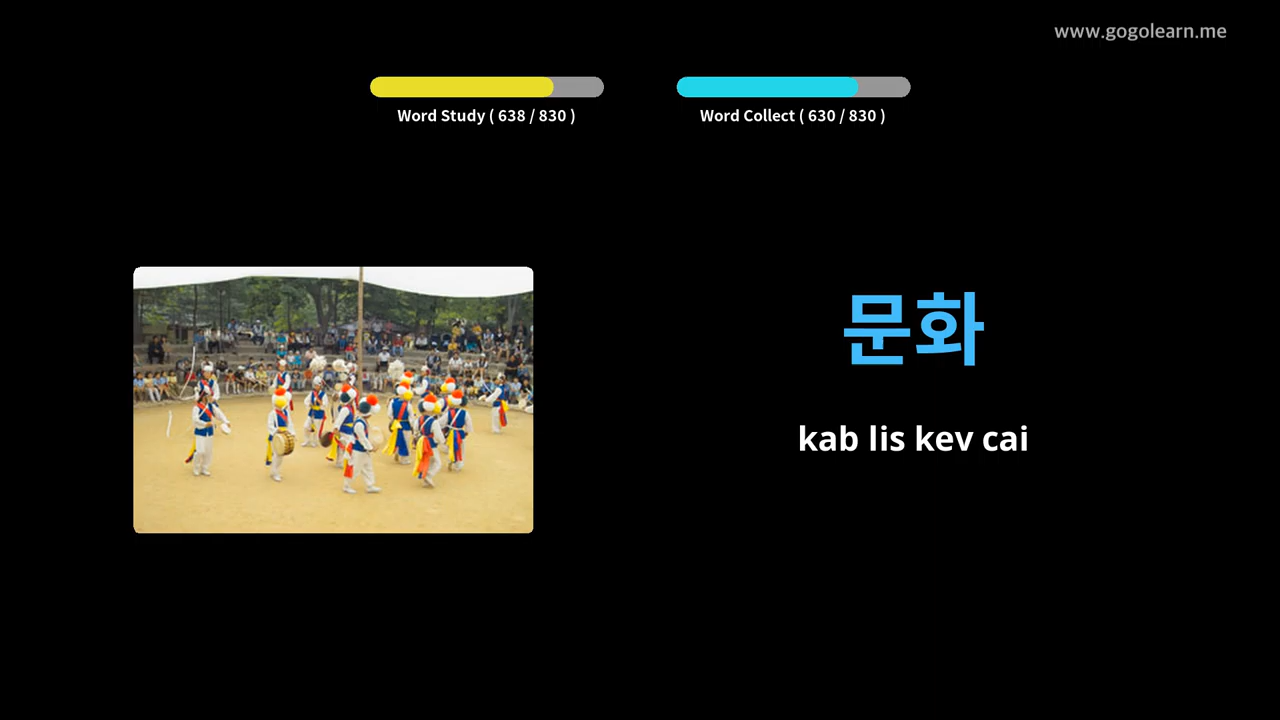 www.gogolearn.me
Word Study ( 638 / 830 )
Word Collect ( 630 / 830 )
문화
kab lis kev cai